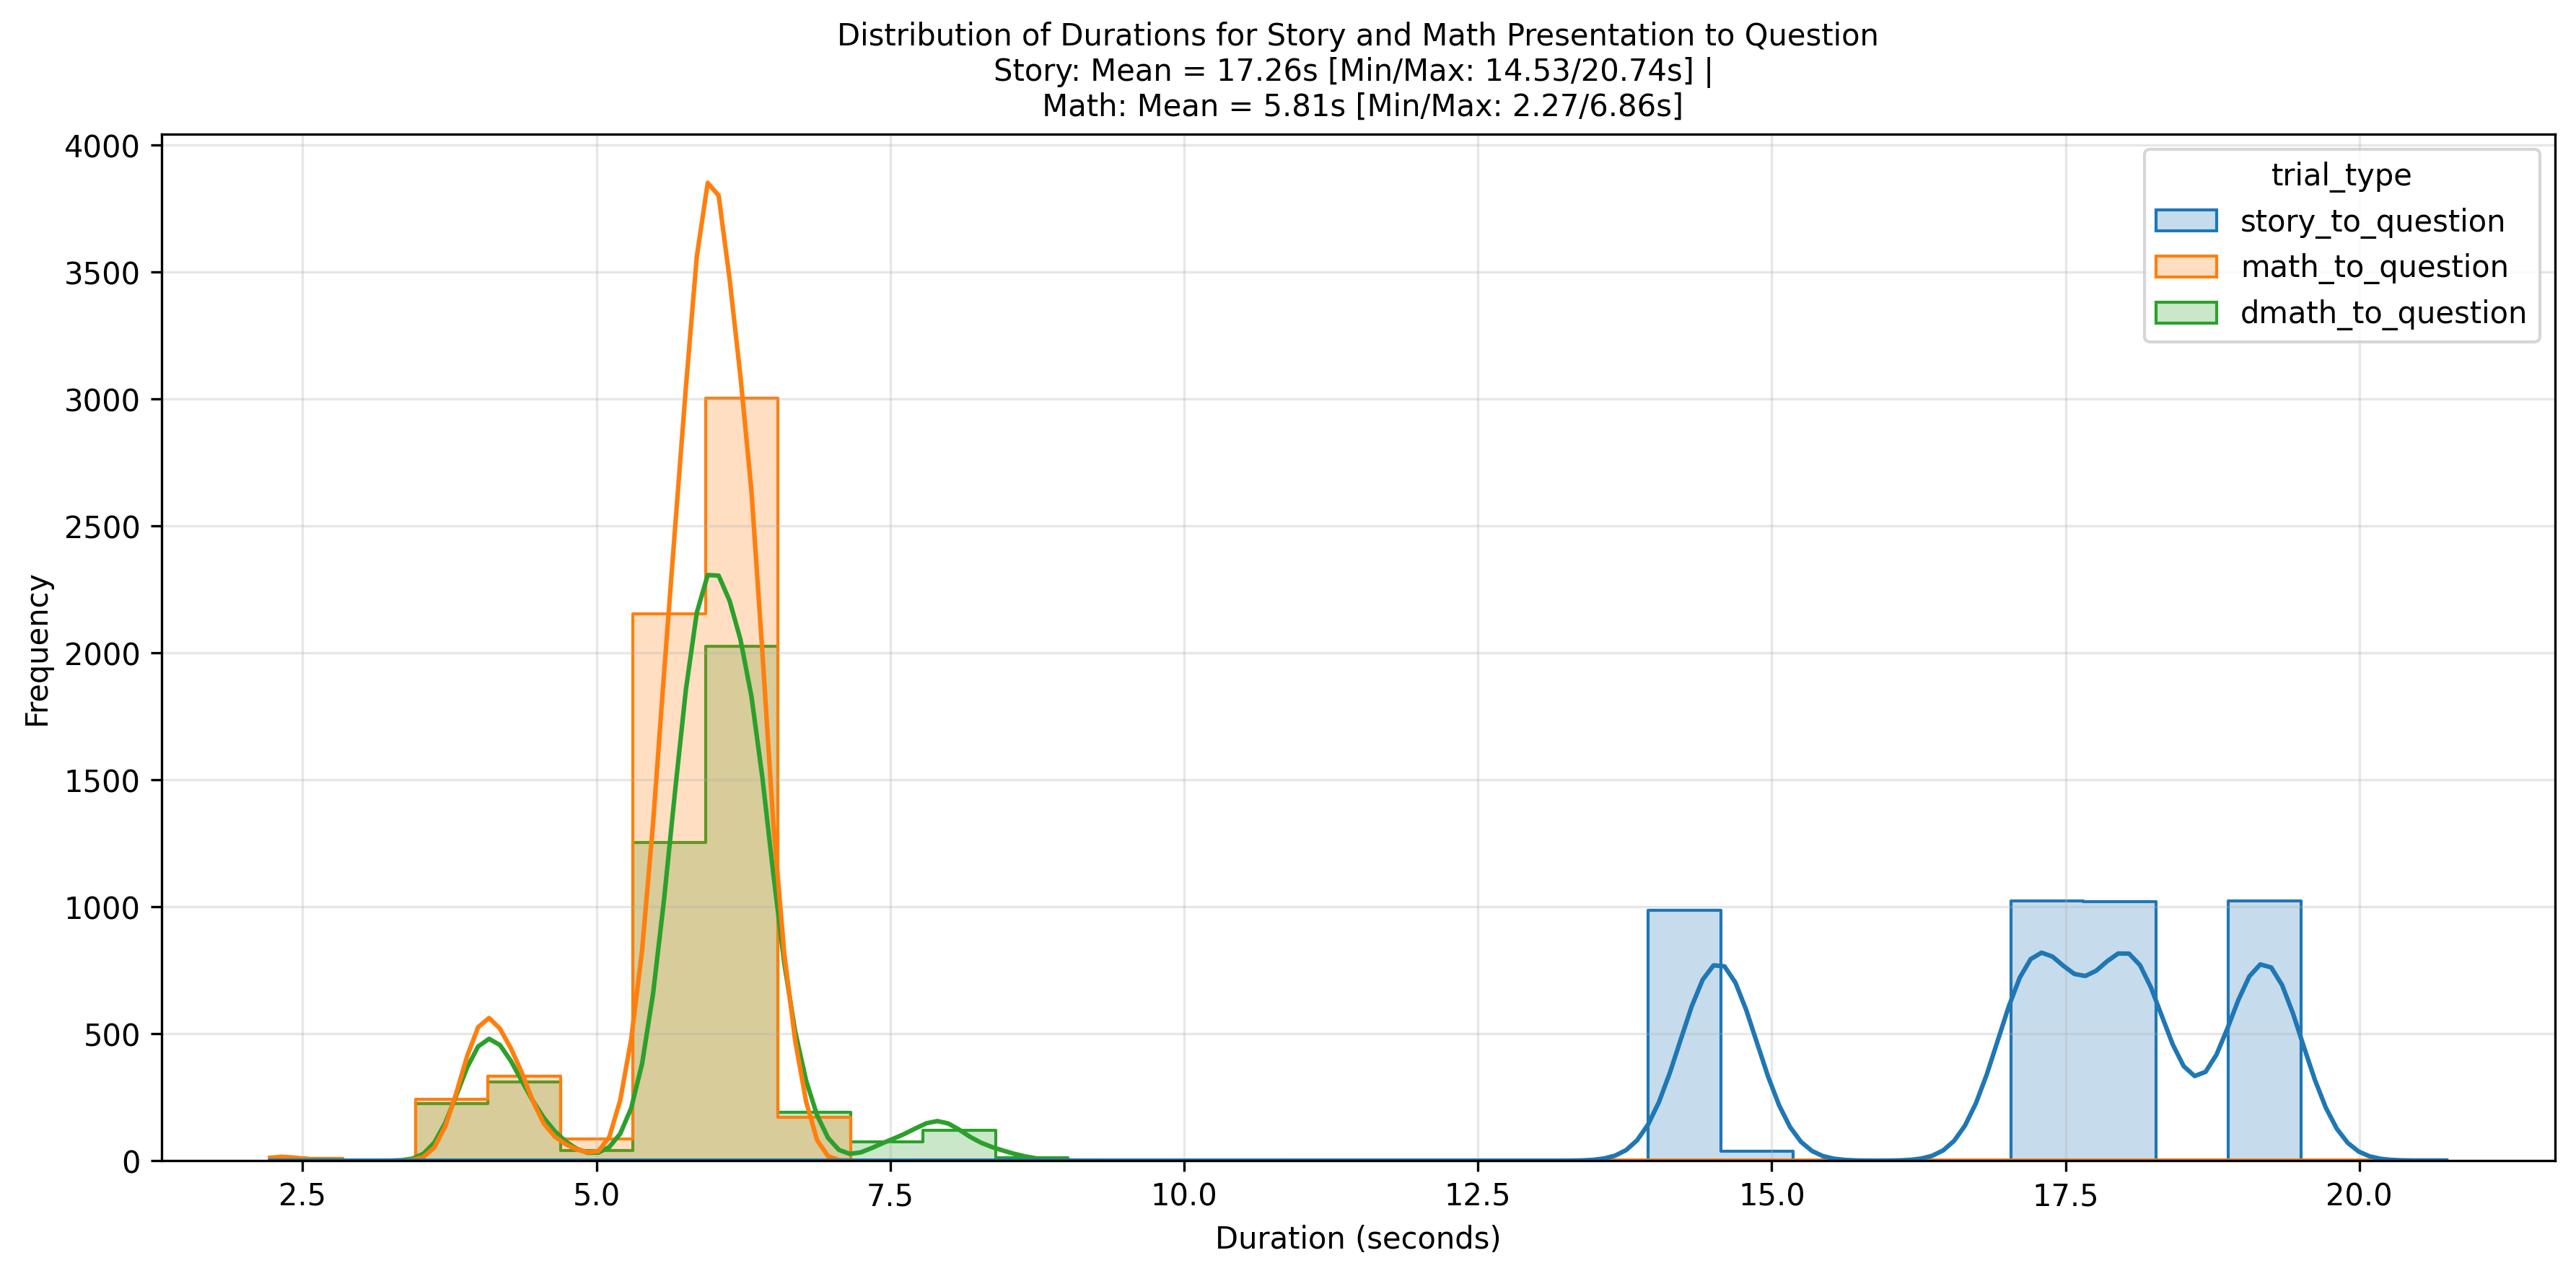 Distribution of Durations for Story and Math Presentation to Question
Story: Mean = 17.26s [Min/Max: 14.53/20.74s] |
Math: Mean = 5.81s [Min/Max: 2.27/6.86s]
trial_type
story_to_question
math_to_question
dmath_to_question
Frequency
4000
3500
3000
2500
2000
1500
1000
500
0
2.5 5.0 7.5 10.0 12.5 15.0 17.5 20.0
Duration (seconds)